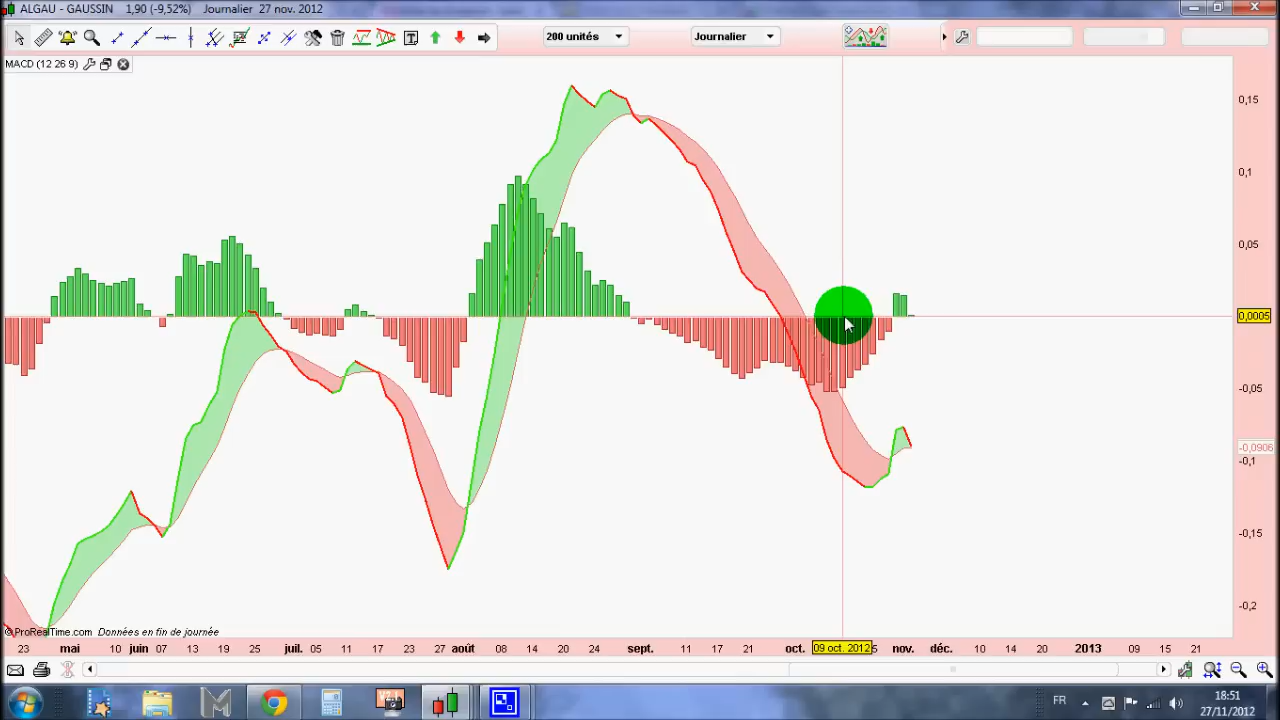 ALGAU - GAUSSIN 1,90 (-9,52%) Journalier 27 nov. 2012
200 unités Journalier
MACD (12 26 9)
0,15
0,1
0,05
0,0005
-0,05
-0,0906
-0,1
-0,15
-0,2
©ProRealTime.com Données en fin de journée
23 mai 10 juin 07 13 19 25 juil. 05 11 17 23 27 août 08 14 20 24 sept. 11 17 21 oct. 09 oct. 2012 5 nov. déc. 10 14 20 2013 09 15 21
FR 18:51
27/11/2012